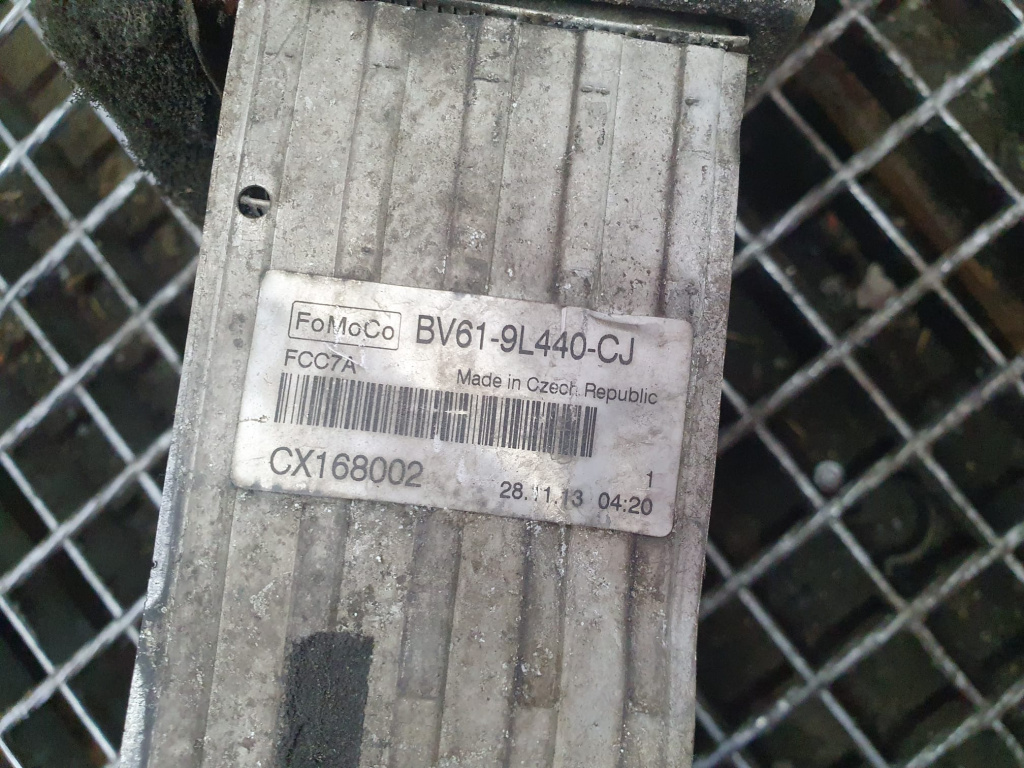 FoMoCo BV61-9L440-CJ
FCC7A Made in Czech Republic
CX168002 1
28.11.13 04:20